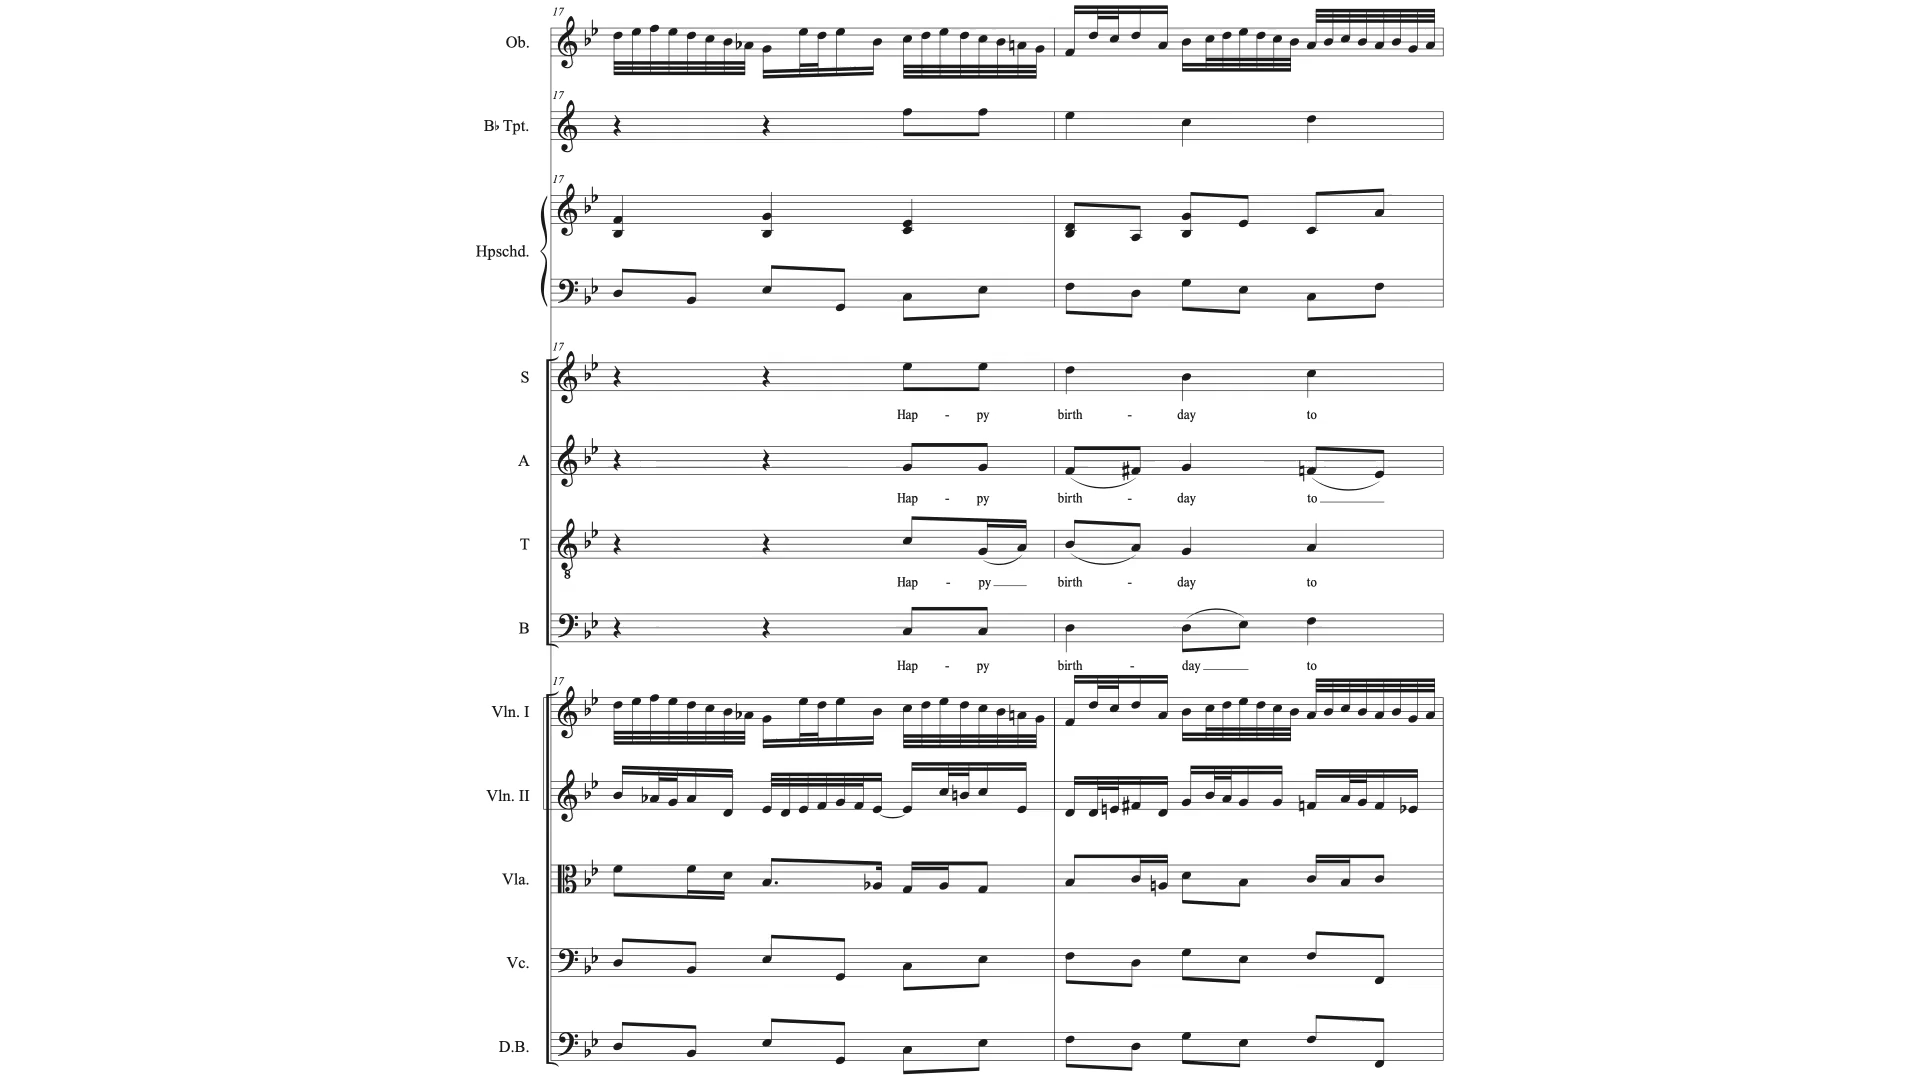 17
Ob.
17
B♭ Tpt.
17
Hpschd.
17
S
Hap - py birth - day to
A
Hap - py birth - day to
T
8
Hap - py birth - day to
B
Hap - py birth - day to
17
Vln. I
Vln. II
Vla.
Vc.
D.B.